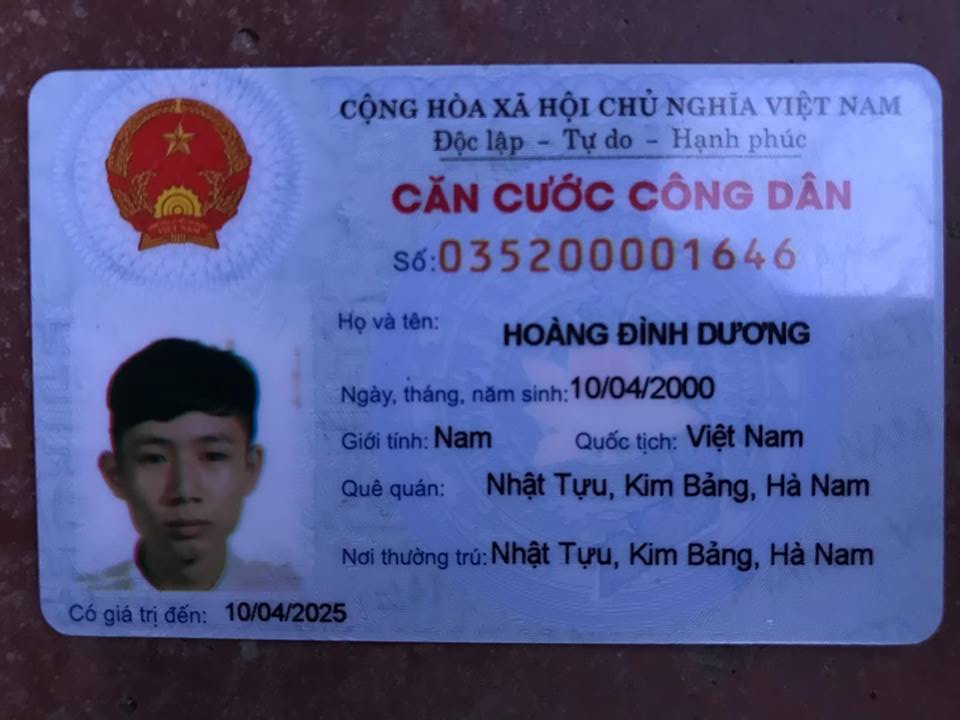 CỘNG HÒA XÃ HỘI CHỦ NGHĨA VIỆT NAM
Độc lập - Tự do - Hạnh phúc
CĂN CƯỚC CÔNG DÂN
Số: 035200001646
Họ và tên: HOÀNG ĐÌNH DƯƠNG
Ngày, tháng, năm sinh: 10/04/2000
Giới tính: Nam Quốc tịch: Việt Nam
Quê quán: Nhật Tựu, Kim Bảng, Hà Nam
Nơi thường trú: Nhật Tựu, Kim Bảng, Hà Nam
Có giá trị đến: 10/04/2025